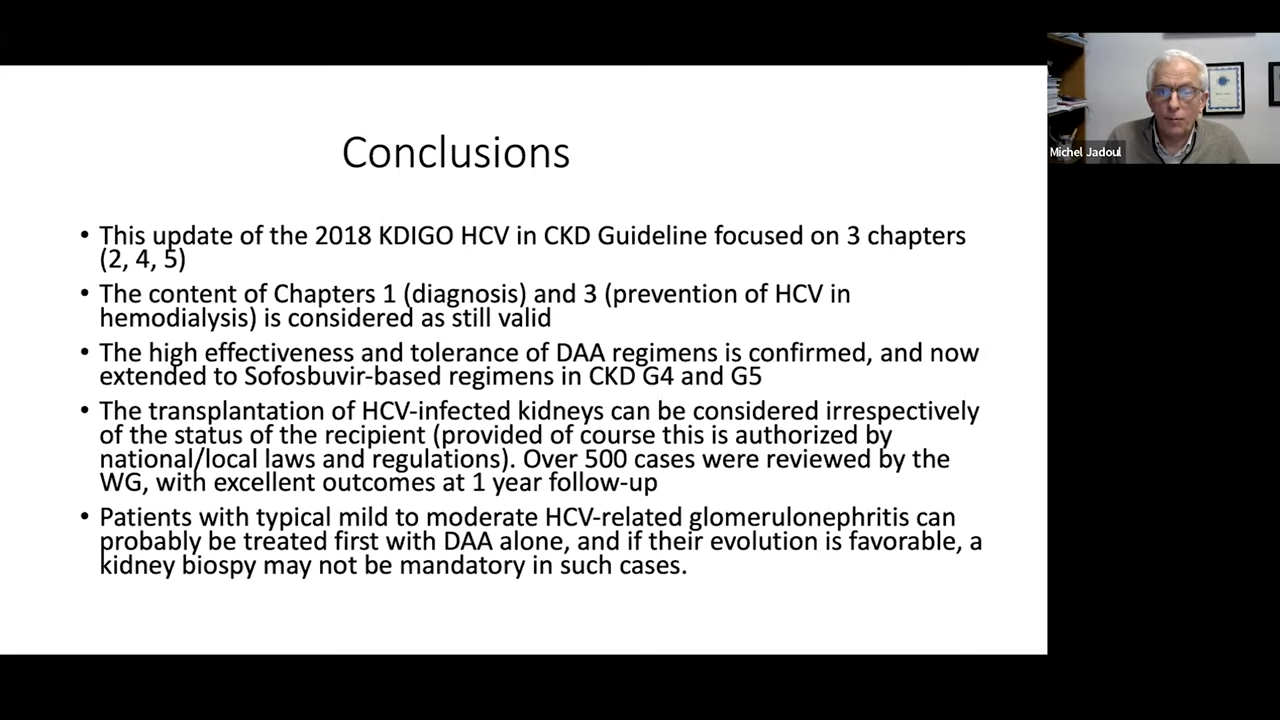 Conclusions
• This update of the 2018 KDIGO HCV in CKD Guideline focused on 3 chapters
(2, 4, 5)
• The content of Chapters 1 (diagnosis) and 3 (prevention of HCV in
hemodialysis) is considered as still valid
• The high effectiveness and tolerance of DAA regimens is confirmed, and now
extended to Sofosbuvir-based regimens in CKD G4 and G5
• The transplantation of HCV-infected kidneys can be considered irrespectively
of the status of the recipient (provided of course this is authorized by
national/local laws and regulations). Over 500 cases were reviewed by the
WG, with excellent outcomes at 1 year follow-up
• Patients with typical mild to moderate HCV-related glomerulonephritis can
probably be treated first with DAA alone, and if their evolution is favorable, a
kidney biospy may not be mandatory in such cases.
Michel Jadoul